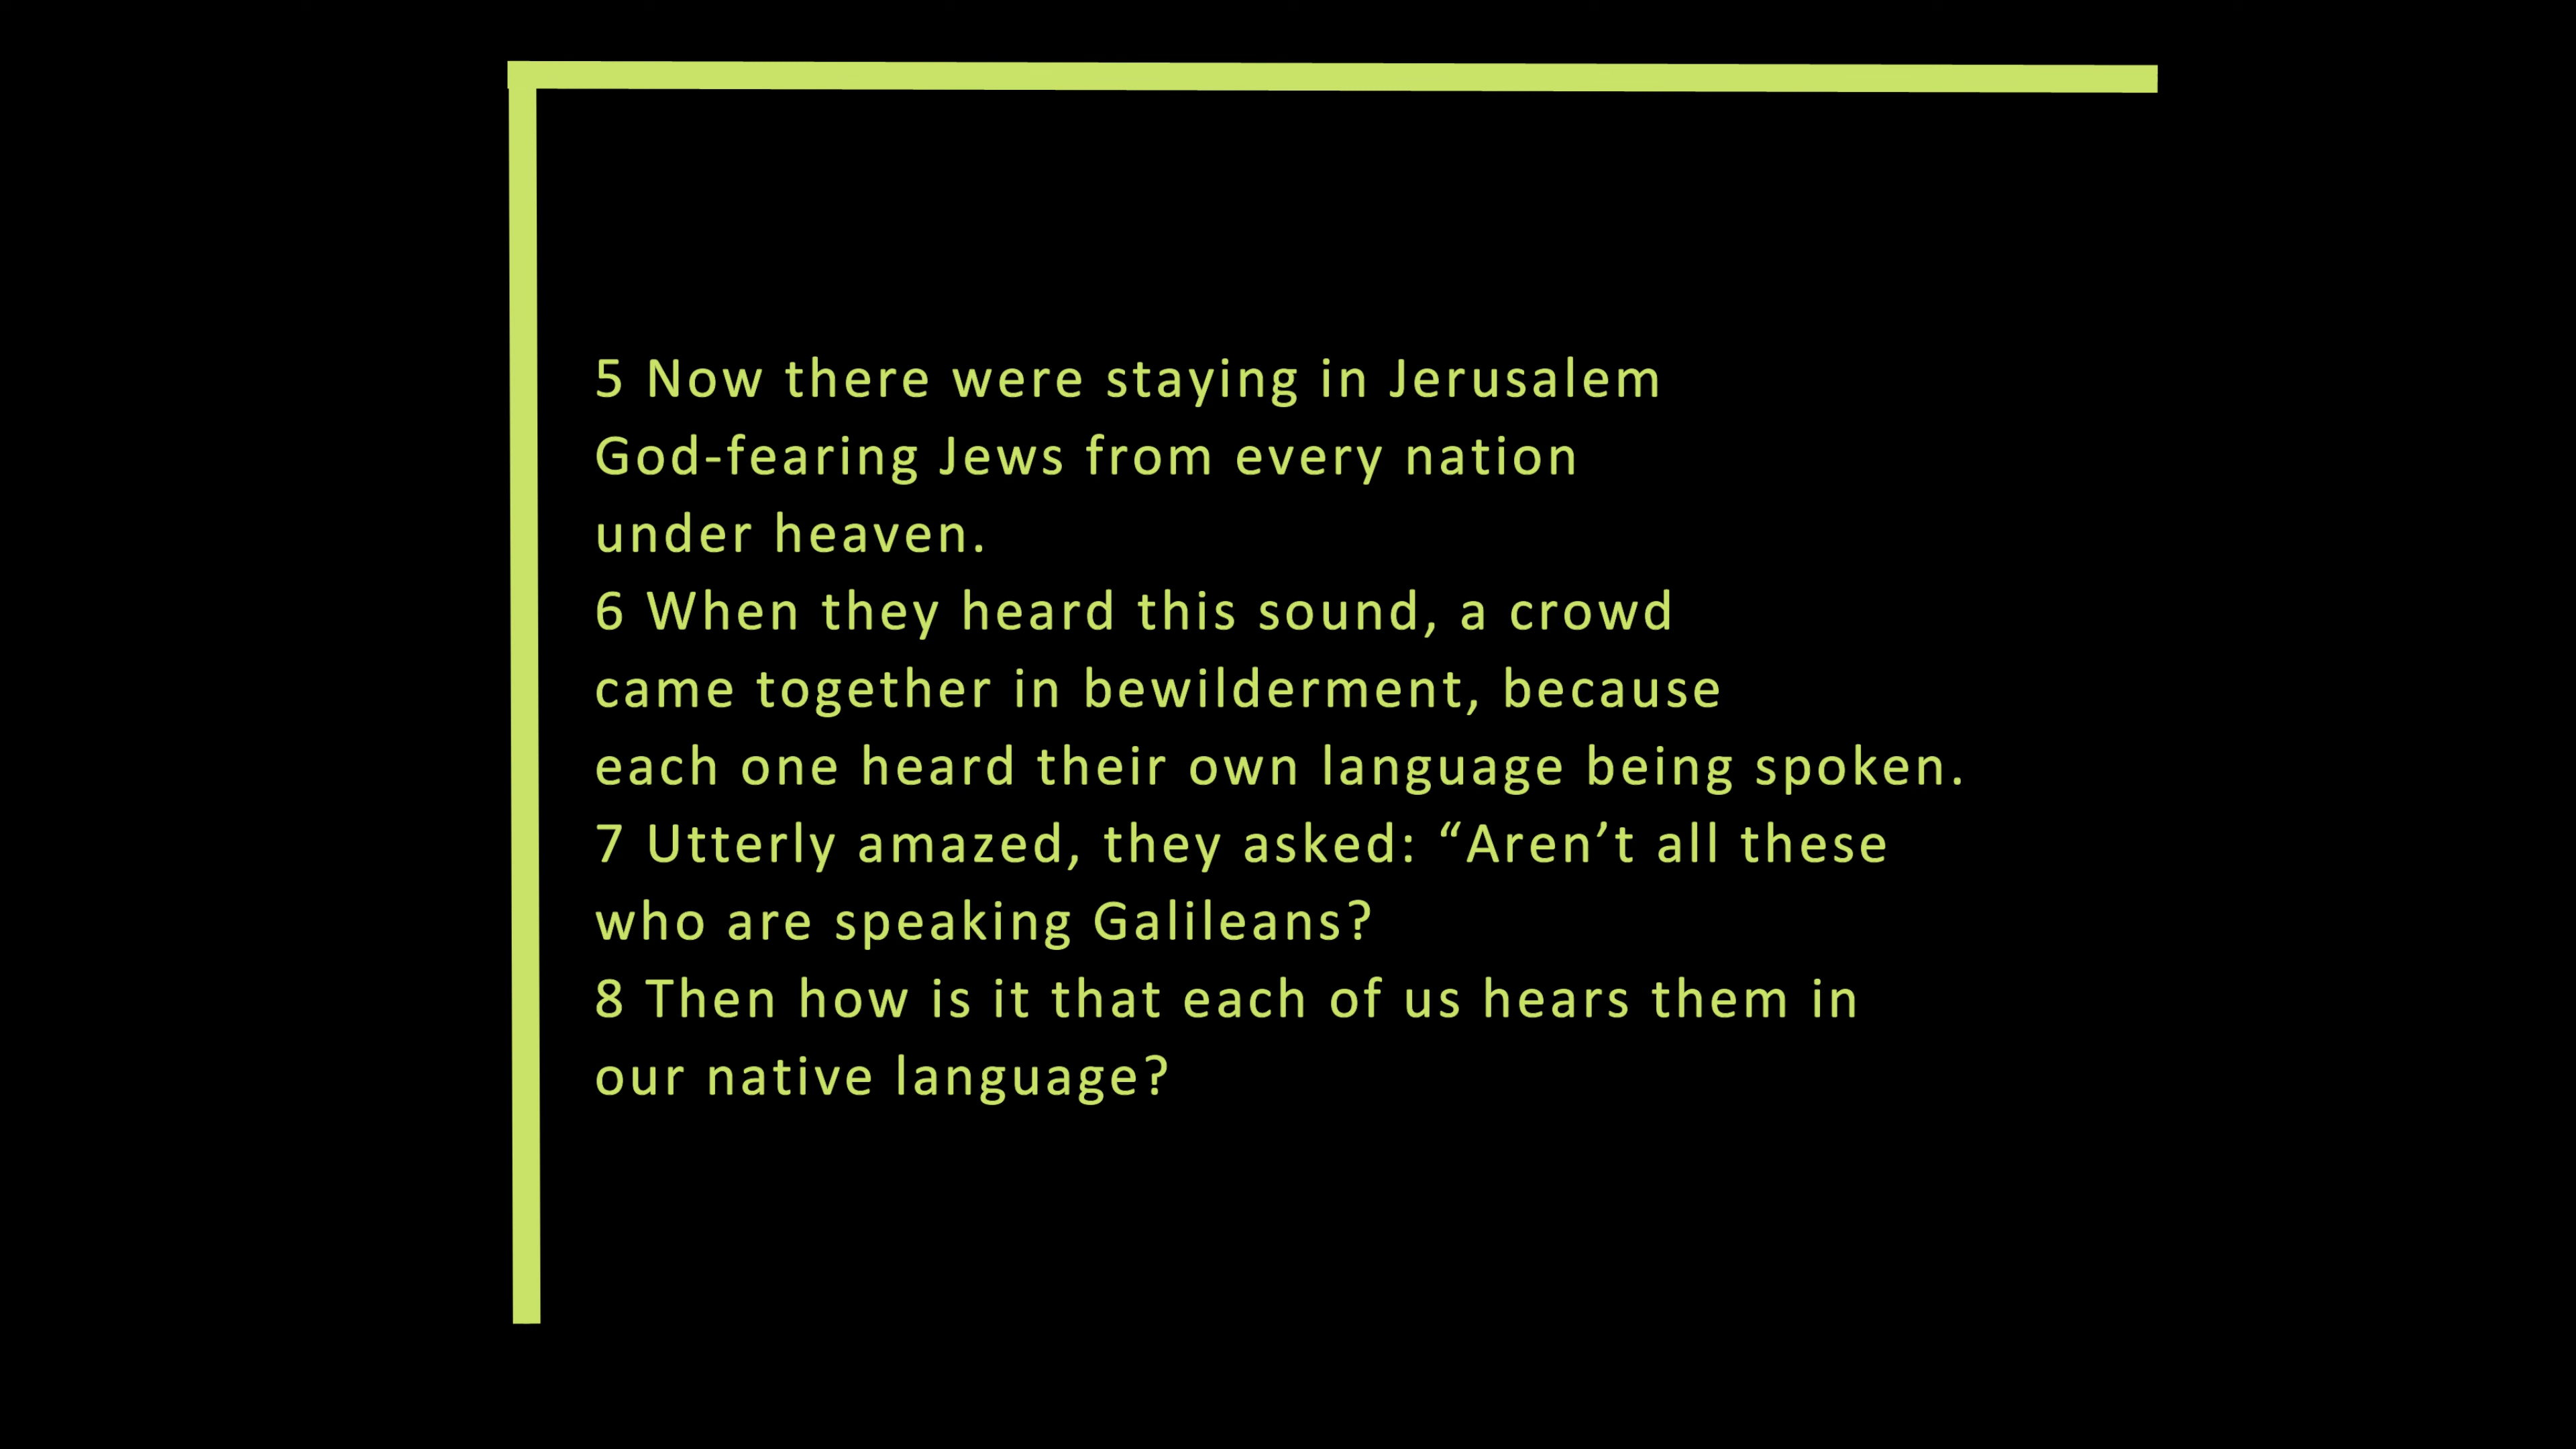 5 Now there were staying in Jerusalem
God-fearing Jews from every nation
under heaven.
6 When they heard this sound, a crowd
came together in bewilderment, because
each one heard their own language being spoken.
7 Utterly amazed, they asked: “Aren’t all these
who are speaking Galileans?
8 Then how is it that each of us hears them in
our native language?